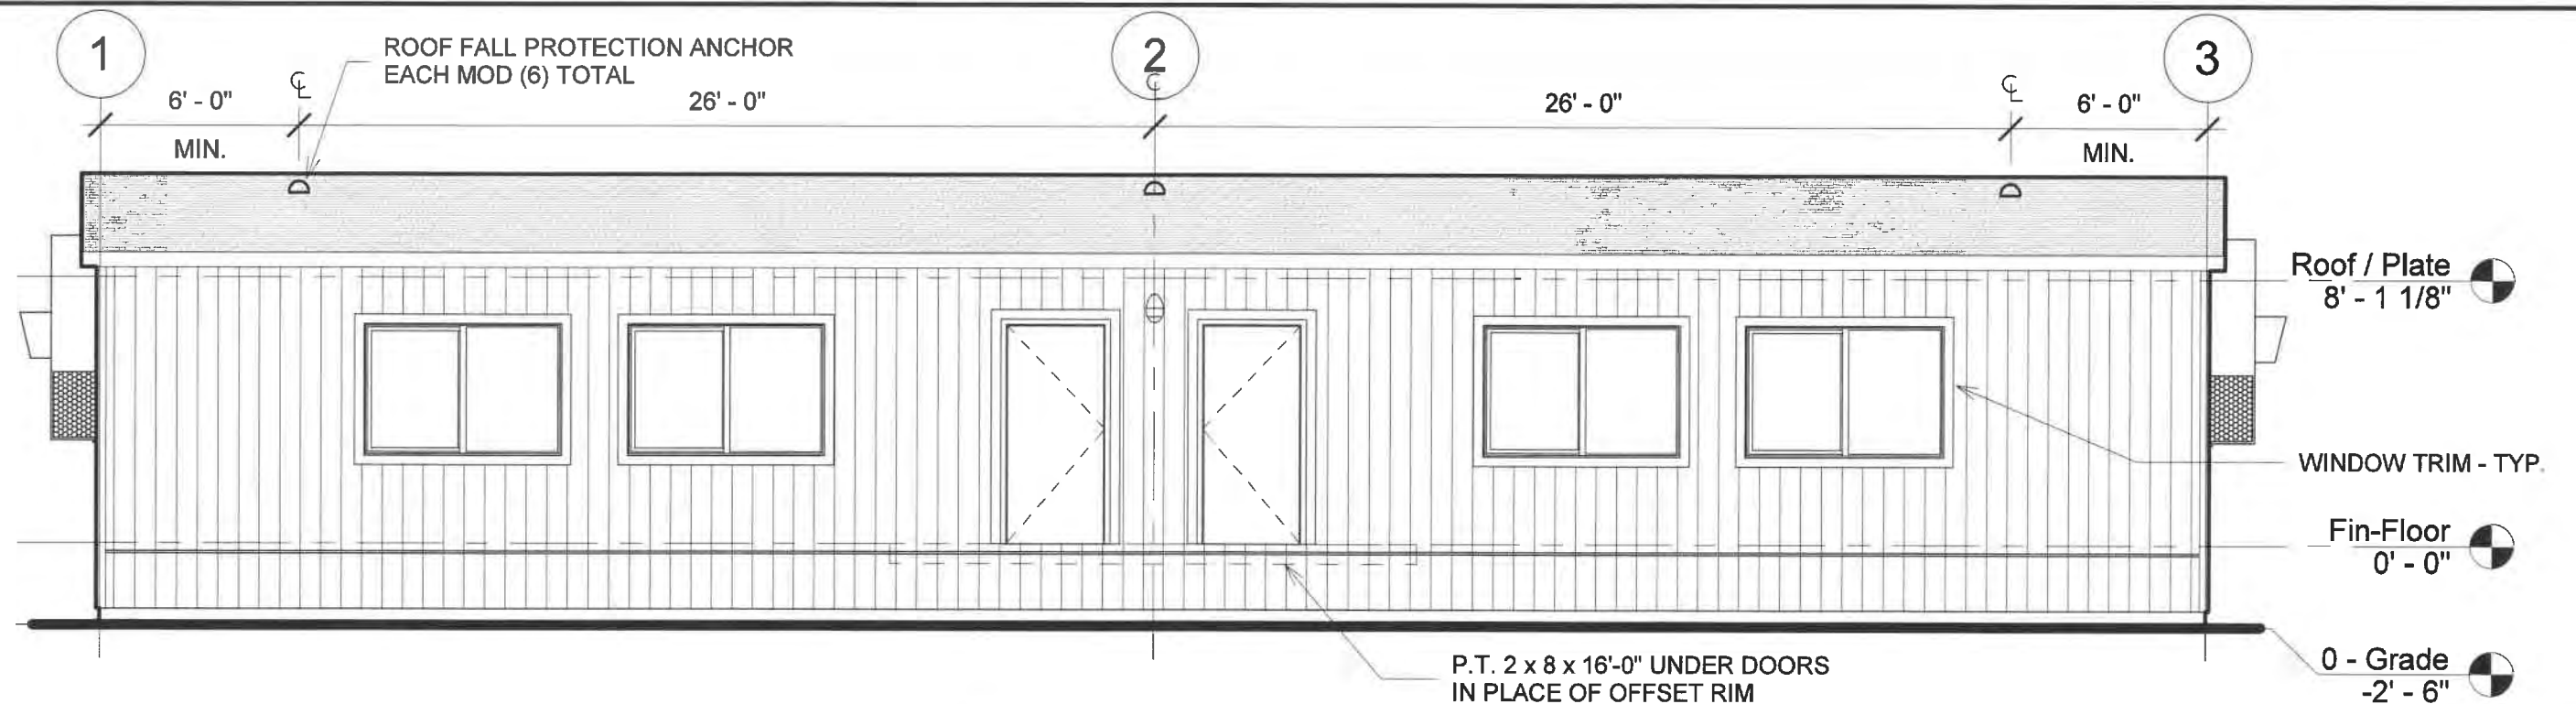 1
ROOF FALL PROTECTION ANCHOR
EACH MOD (6) TOTAL
2
3
6' - 0"
℄
26' - 0"
℄
26' - 0"
℄
6' - 0"
MIN.
MIN.
Roof / Plate
8' - 1 1/8"
WINDOW TRIM - TYP.
Fin-Floor
0' - 0"
P.T. 2 x 8 x 16'-0" UNDER DOORS
IN PLACE OF OFFSET RIM
0 - Grade
-2' - 6"